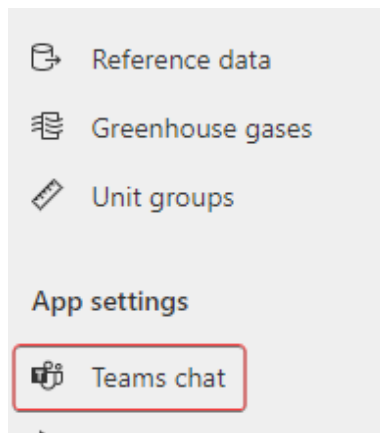 Reference data
Greenhouse gases
Unit groups
App settings
Teams chat